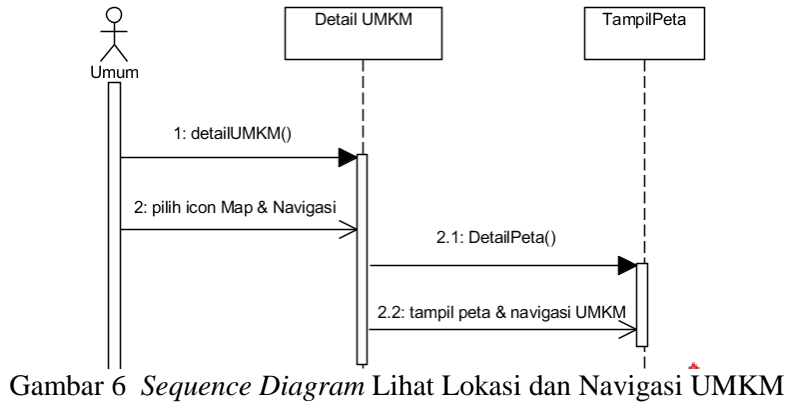 Detail UMKM
TampilPeta
Umum
1: detailUMKM()
2: pilih icon Map & Navigasi
2.1: DetailPeta()
2.2: tampil peta & navigasi UMKM
Gambar 6 Sequence Diagram Lihat Lokasi dan Navigasi UMKM